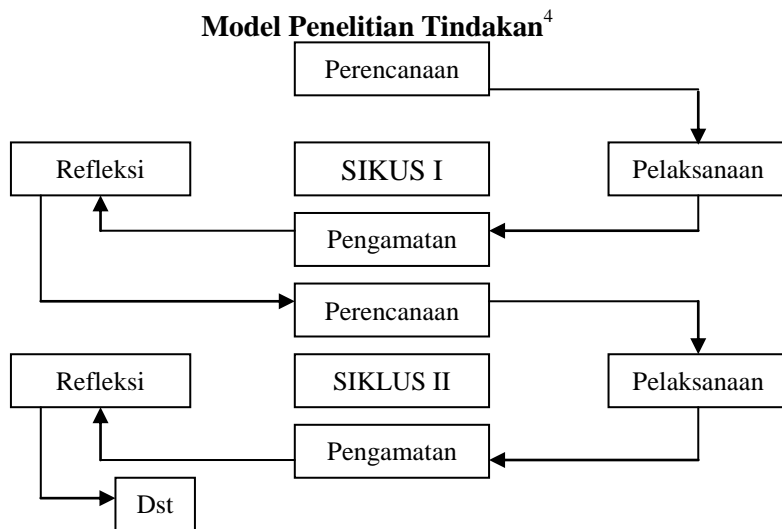 Model Penelitian Tindakan⁴
Perencanaan
Refleksi
SIKUS I
Pelaksanaan
Pengamatan
Perencanaan
Refleksi
SIKLUS II
Pelaksanaan
Pengamatan
Dst